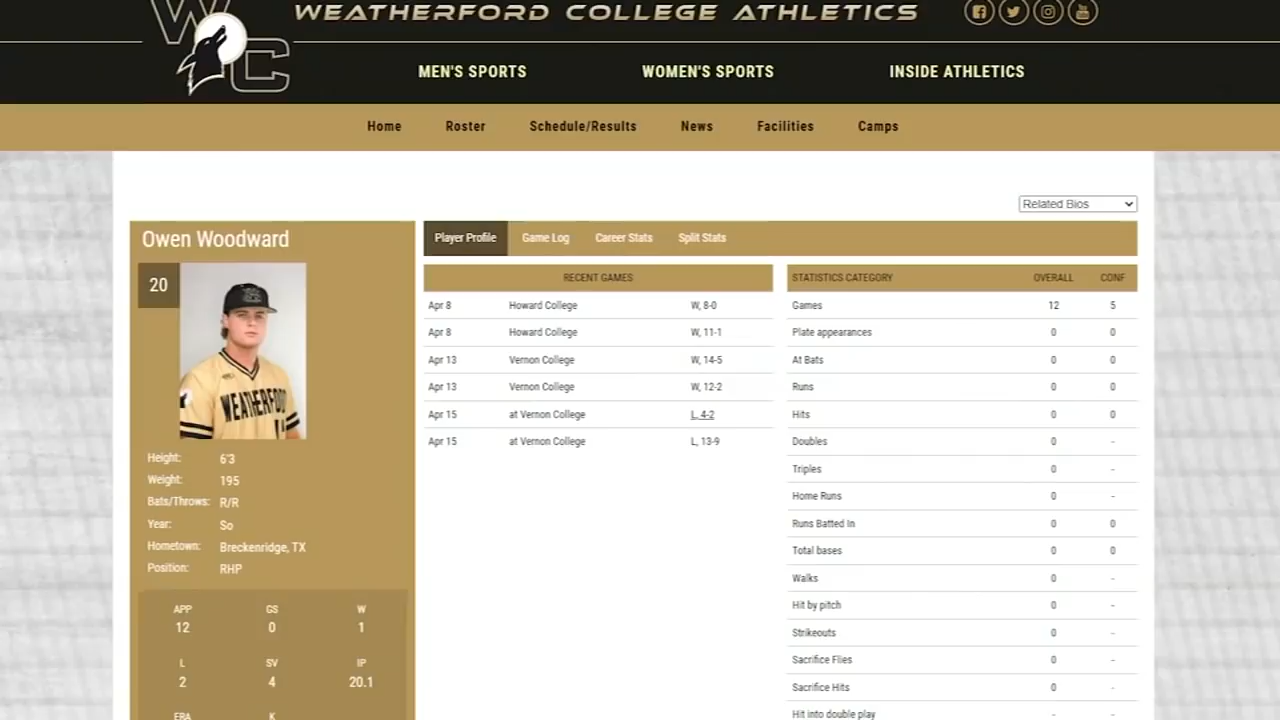 WEATHERFORD COLLEGE ATHLETICS
WC
MEN'S SPORTS WOMEN'S SPORTS INSIDE ATHLETICS
Home Roster Schedule/Results News Facilities Camps
Related Bios
Owen Woodward
20
WEATHERFORD
Height: 6'3
Weight: 195
Bats/Throws: R/R
Year: So
Hometown: Breckenridge, TX
Position: RHP
APP GS W
12 0 1
L SV IP
2 4 20.1
ERA K
Player Profile Game Log Career Stats Split Stats
RECENT GAMES
Apr 8 Howard College W, 8-0
Apr 8 Howard College W, 11-1
Apr 13 Vernon College W, 14-5
Apr 13 Vernon College W, 12-2
Apr 15 at Vernon College L, 4-2
Apr 15 at Vernon College L, 13-9
STATISTICS CATEGORY OVERALL CONF
Games 12 5
Plate appearances 0 0
At Bats 0 0
Runs 0 0
Hits 0 0
Doubles 0 -
Triples 0 -
Home Runs 0 -
Runs Batted In 0 0
Total bases 0 0
Walks 0 -
Hit by pitch 0 -
Strikeouts 0 -
Sacrifice Flies 0 -
Sacrifice Hits 0 -
Hit into double play - -